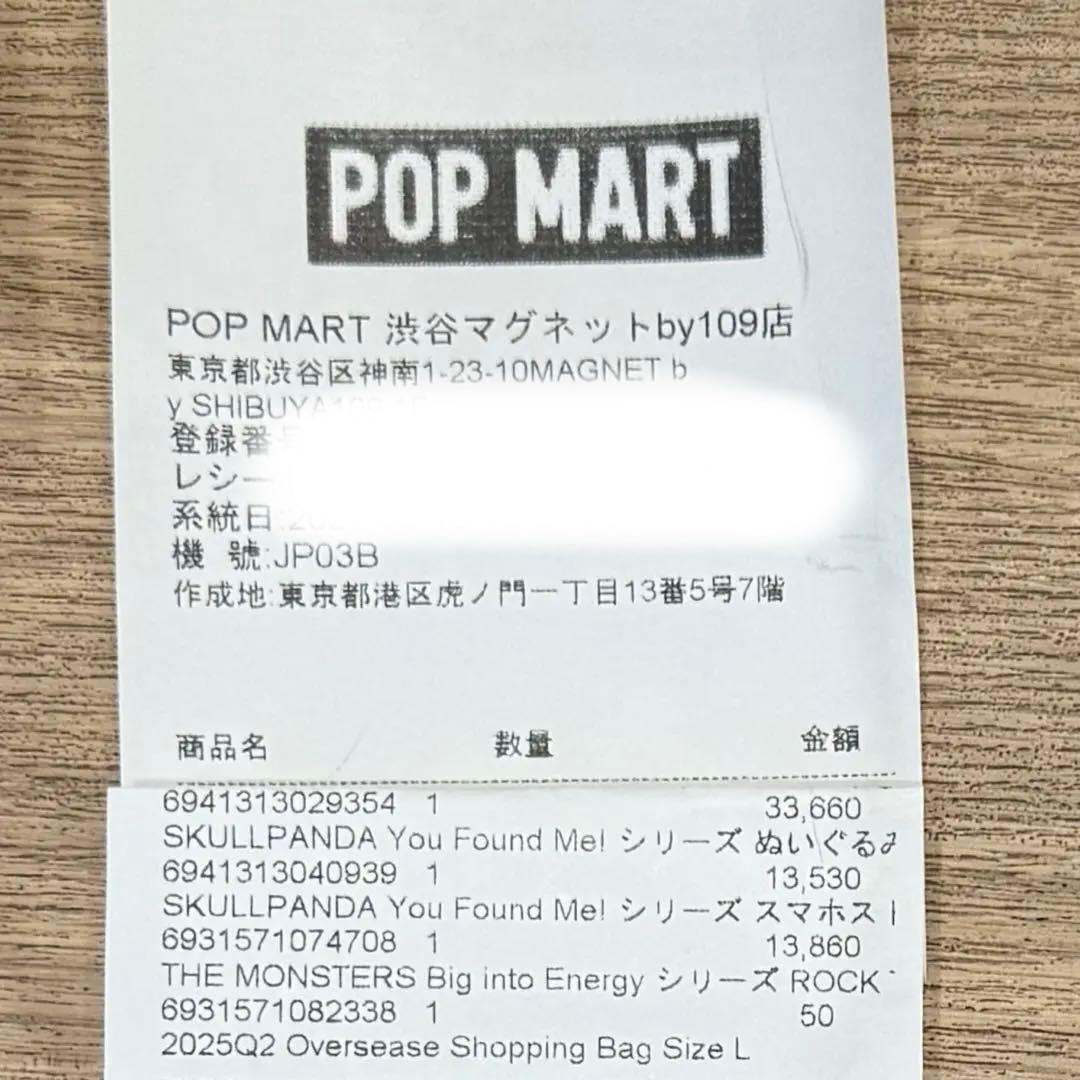 POP MART
POP MART 渋谷マグネットby109店
東京都渋谷区神南1-23-10MAGNET b
y SHIBUYA109
登録番号
レシー
系統日:
機 號:JP03B
作成地:東京都港区虎ノ門一丁目13番5号7階
商品名 数量 金額
6941313029354 1 33,660
SKULLPANDA You Found Me! シリーズ ぬいぐるみ
6941313040939 1 13,530
SKULLPANDA You Found Me! シリーズ スマホスト
6931571074708 1 13,860
THE MONSTERS Big into Energy シリーズ ROCK
6931571082338 1 50
2025Q2 Oversease Shopping Bag Size L